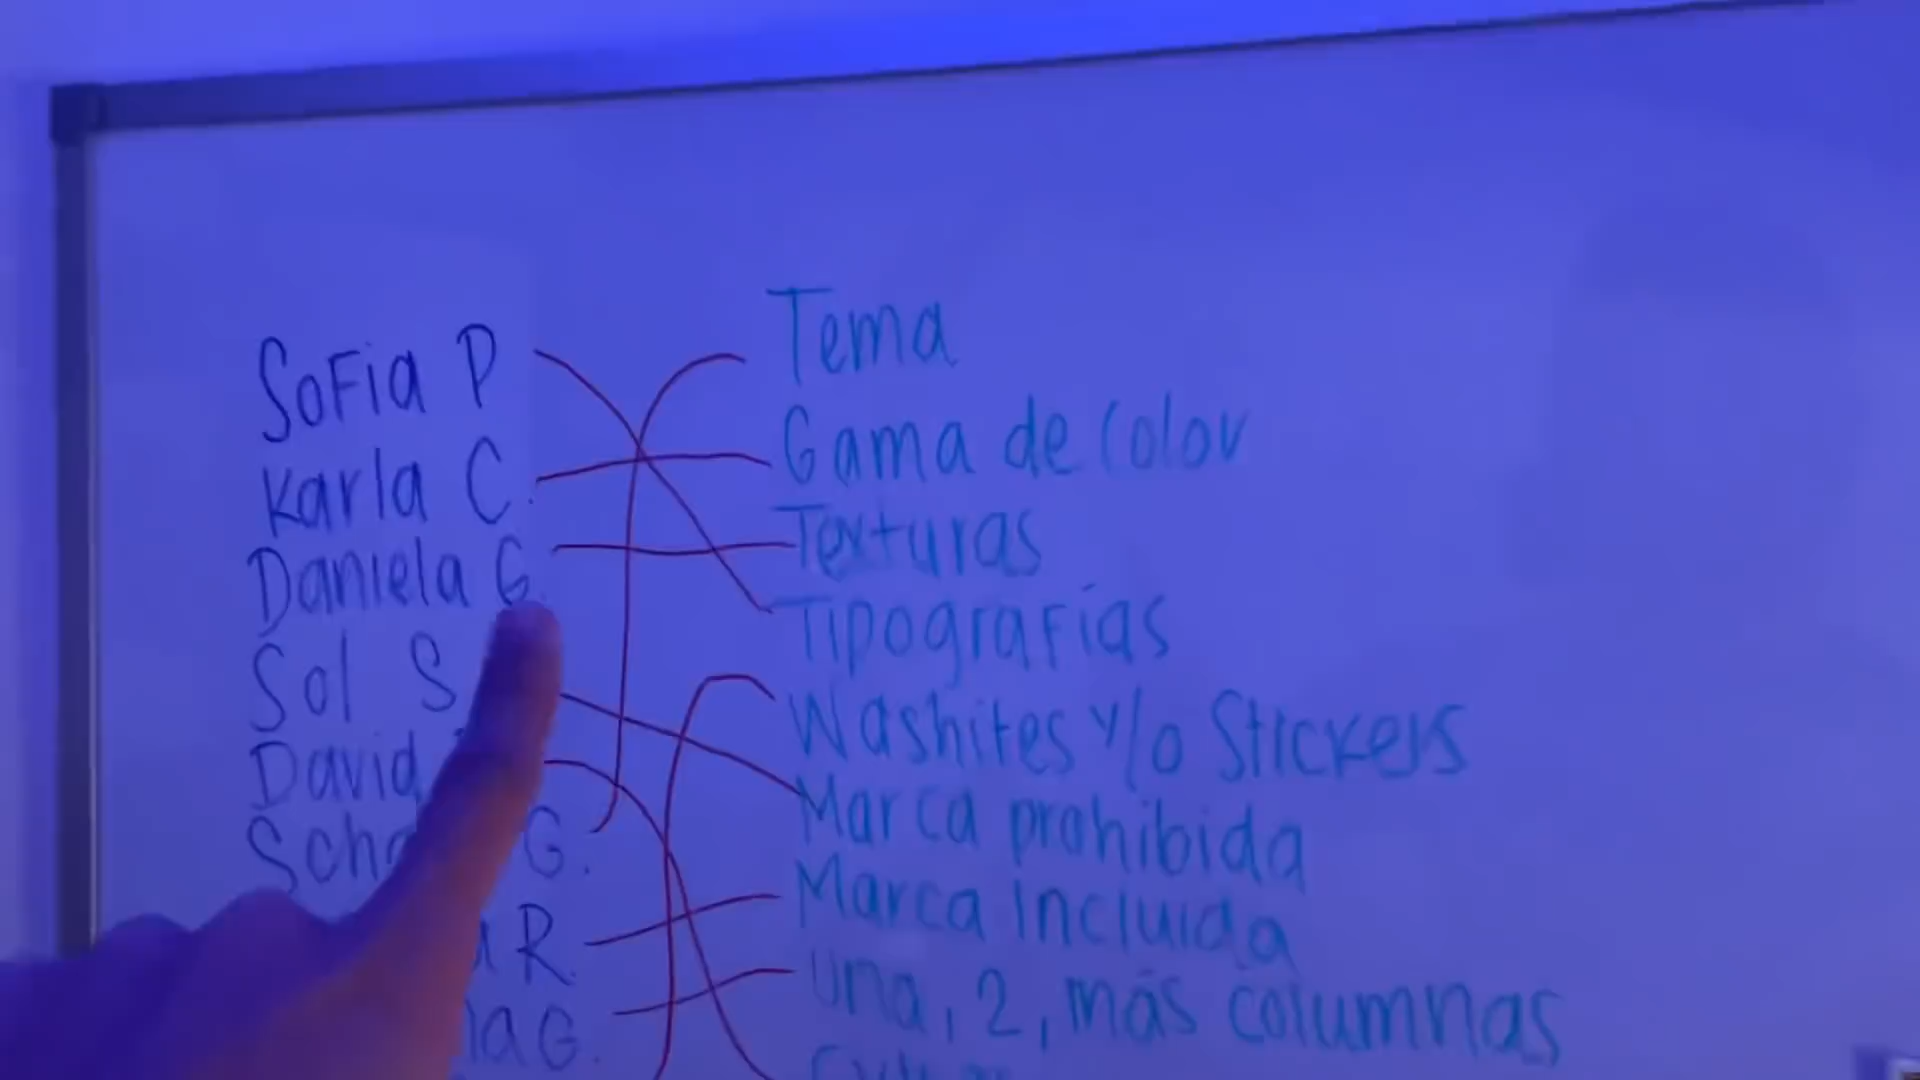 SoFia P
Karla C.
Daniela G.
Sol S.
David
G.
R.
G.
Tema
Gama de Color
Texturas
TipograFías
Washites y/o Stickers
Marca prohibida
Marca Incluida
una, 2, más columnas